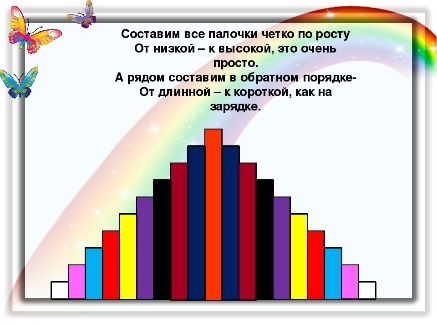 Составим все палочки четко по росту
От низкой – к высокой, это очень
просто.
А рядом составим в обратном порядке-
От длинной – к короткой, как на
зарядке.